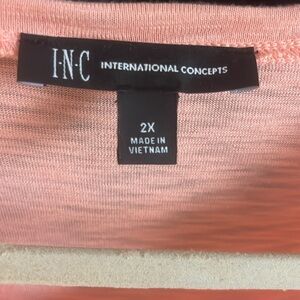 I·N·C INTERNATIONAL CONCEPTS
2X
MADE IN
VIETNAM